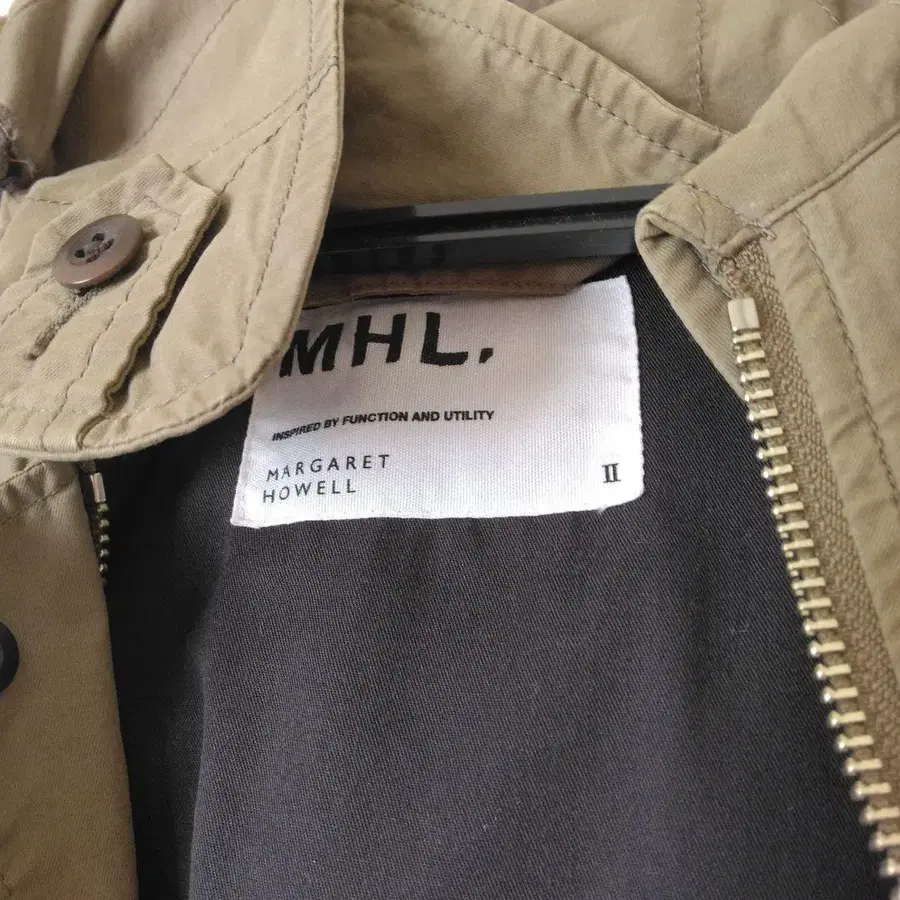 MHL.
INSPIRED BY FUNCTION AND UTILITY
MARGARET
HOWELL
II